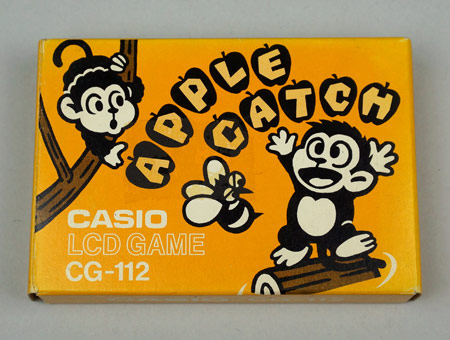 APPLE
CATCH
CASIO
LCD GAME
CG-112